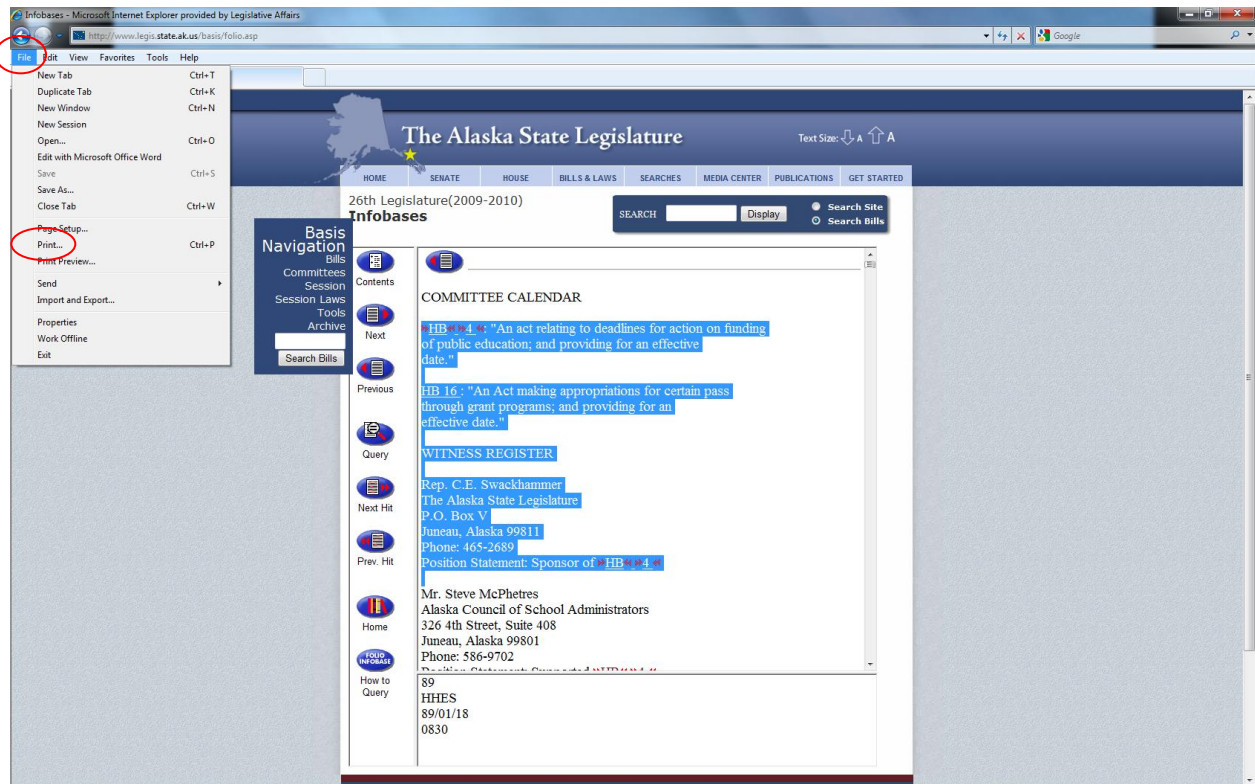 Infobases - Microsoft Internet Explorer provided by Legislative Affairs
http://www.legis.state.ak.us/basis/folio.asp
Google
File Edit View Favorites Tools Help
New Tab Ctrl+T
Duplicate Tab Ctrl+K
New Window Ctrl+N
New Session
Open... Ctrl+O
Edit with Microsoft Office Word
Save Ctrl+S
Save As...
Close Tab Ctrl+W
Page Setup...
Print... Ctrl+P
Print Preview...
Send
Import and Export...
Properties
Work Offline
Exit
The Alaska State Legislature
Text Size: A A
HOME SENATE HOUSE BILLS & LAWS SEARCHES MEDIA CENTER PUBLICATIONS GET STARTED
26th Legislature(2009-2010)
Infobases
SEARCH Display Search Site
Search Bills
Basis
Navigation
Bills
Committees
Session
Session Laws
Tools
Archive
Search Bills
Contents
Next
Previous
Query
Next Hit
Prev. Hit
Home
FOLIO
INFOBASE
How to
Query
COMMITTEE CALENDAR
»HB« »4 «: "An act relating to deadlines for action on funding
of public education; and providing for an effective
date."
HB 16 : "An Act making appropriations for certain pass
through grant programs; and providing for an
effective date."
WITNESS REGISTER
Rep. C.E. Swackhammer
The Alaska State Legislature
P.O. Box V
Juneau, Alaska 99811
Phone: 465-2689
Position Statement: Sponsor of »HB« »4 «
Mr. Steve McPhetres
Alaska Council of School Administrators
326 4th Street, Suite 408
Juneau, Alaska 99801
Phone: 586-9702
Position Statement: Supported »HB« »4 «
89
HHES
89/01/18
0830